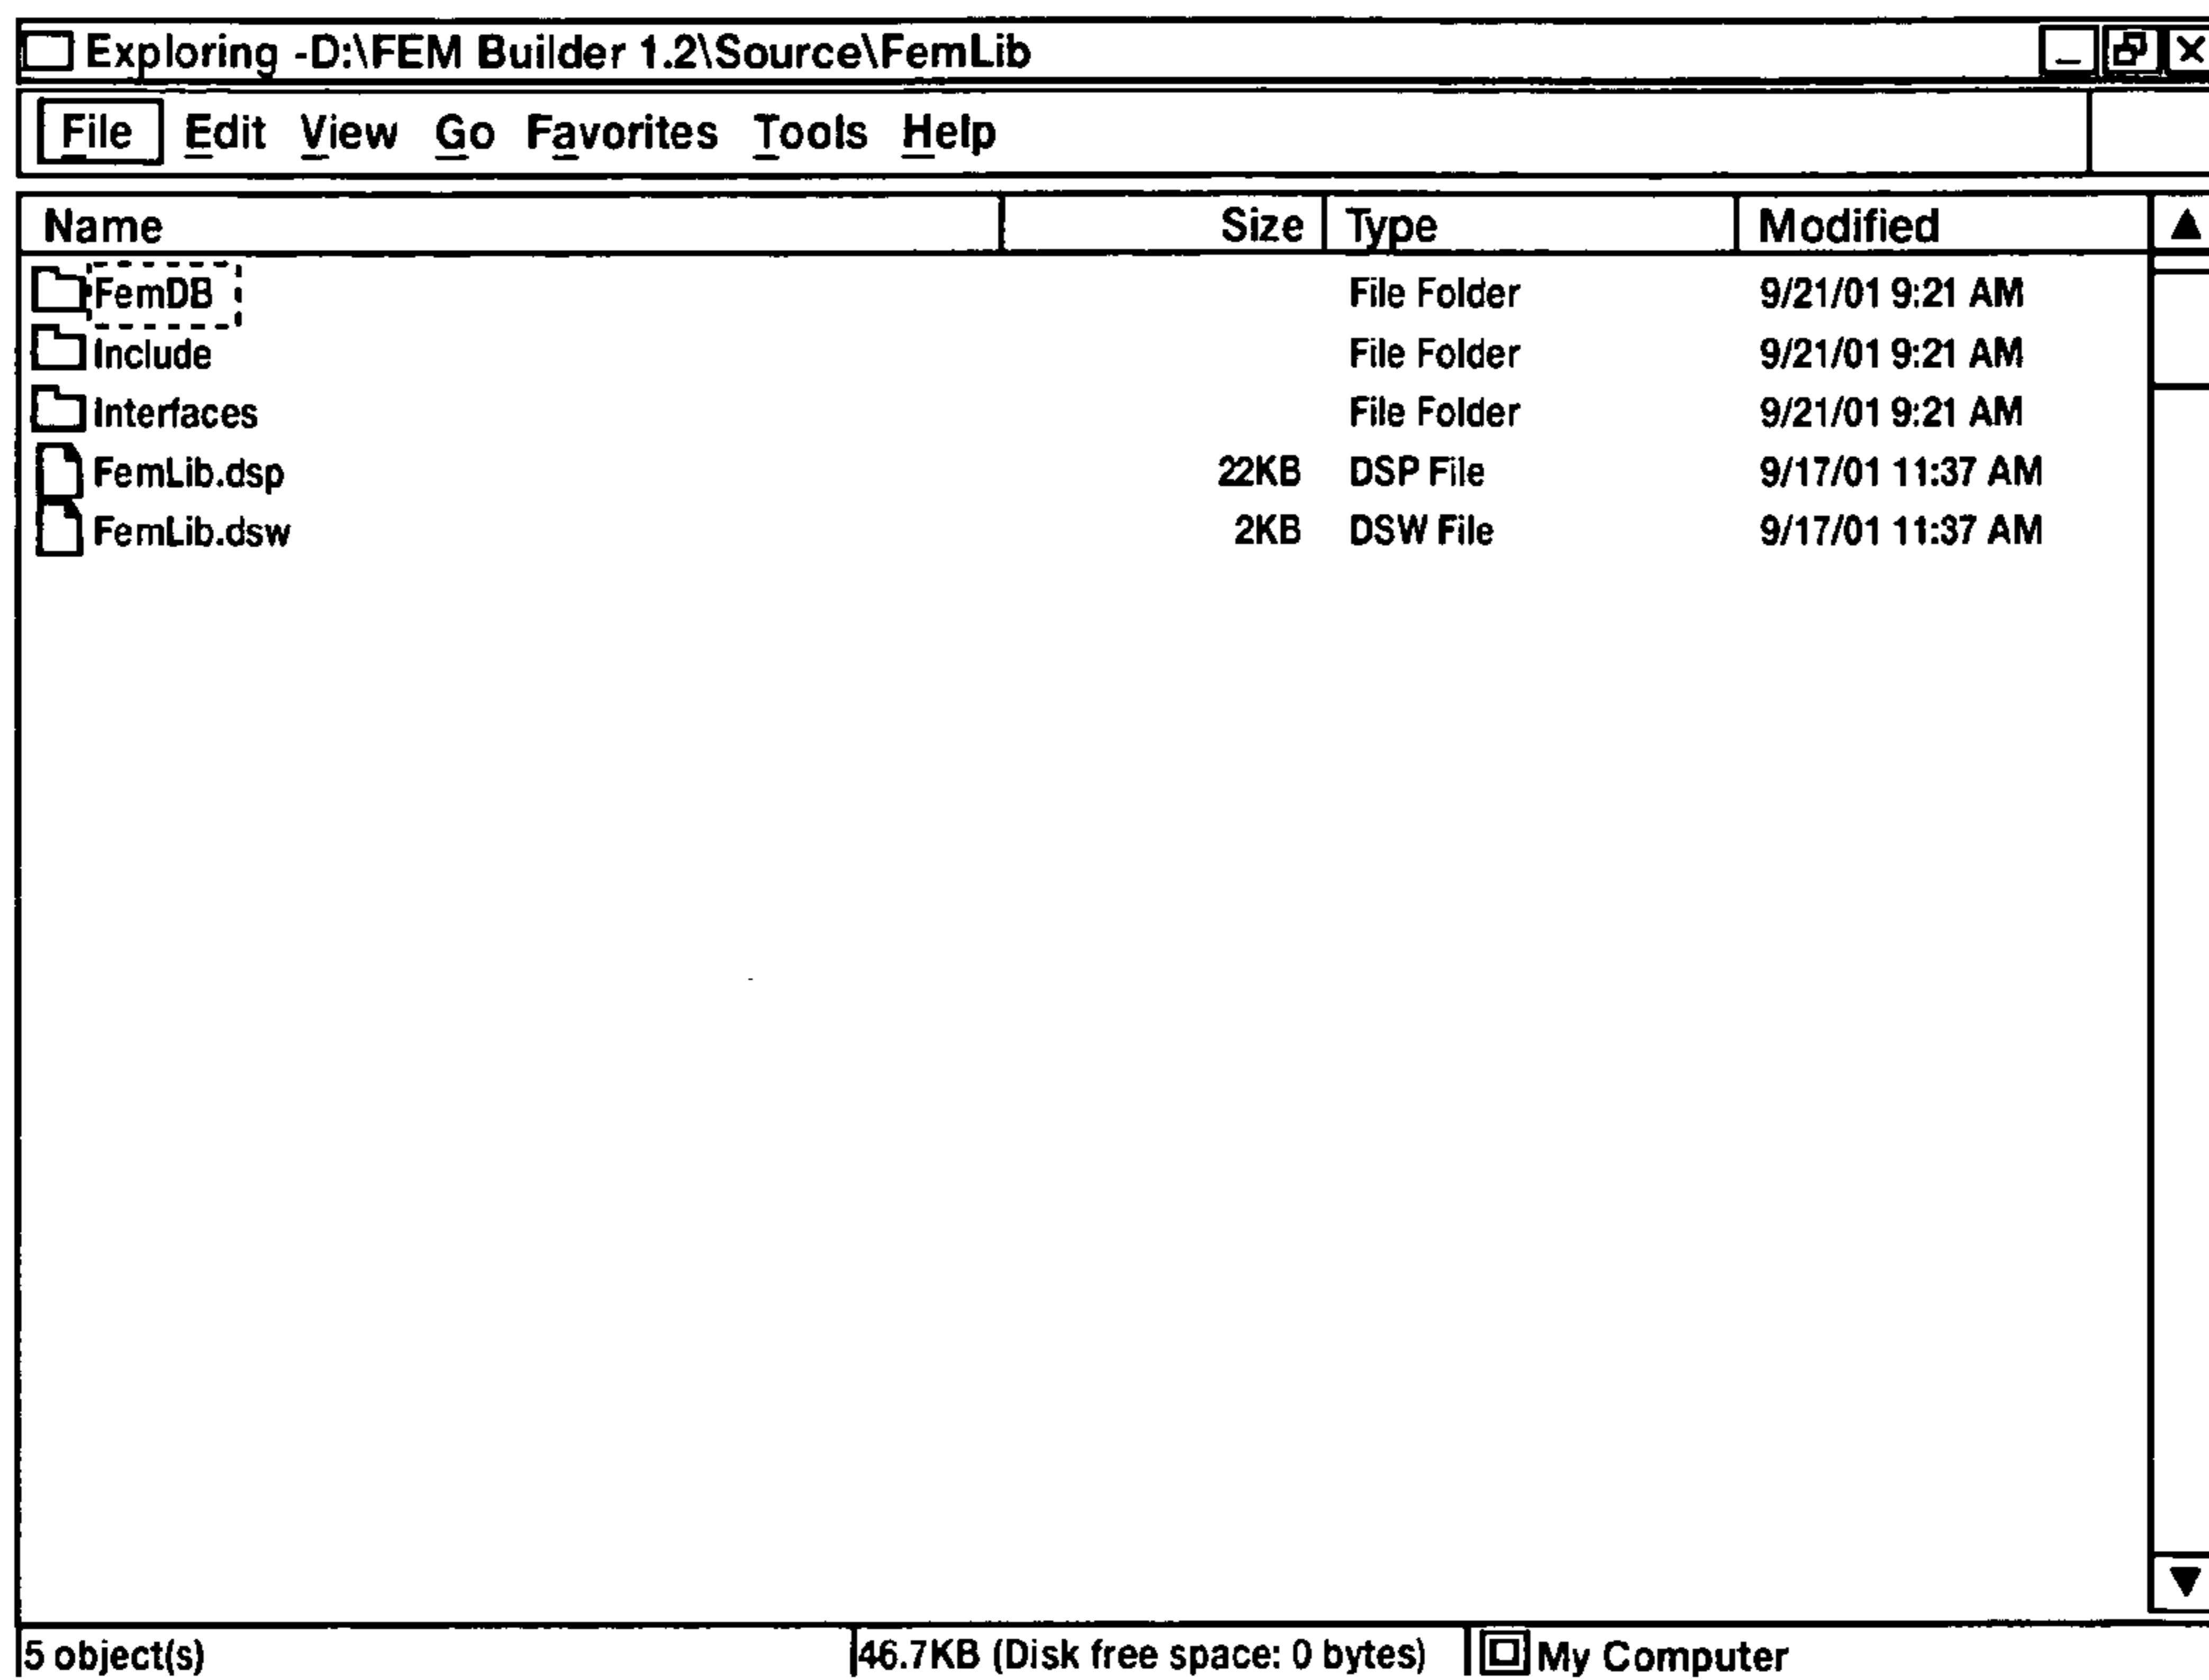 Exploring -D:\FEM Builder 1.2\Source\FemLib
File Edit View Go Favorites Tools Help
Name Size Type Modified
FemDB File Folder 9/21/01 9:21 AM
Include File Folder 9/21/01 9:21 AM
Interfaces File Folder 9/21/01 9:21 AM
FemLib.dsp 22KB DSP File 9/17/01 11:37 AM
FemLib.dsw 2KB DSW File 9/17/01 11:37 AM
5 object(s) 46.7KB (Disk free space: 0 bytes) My Computer